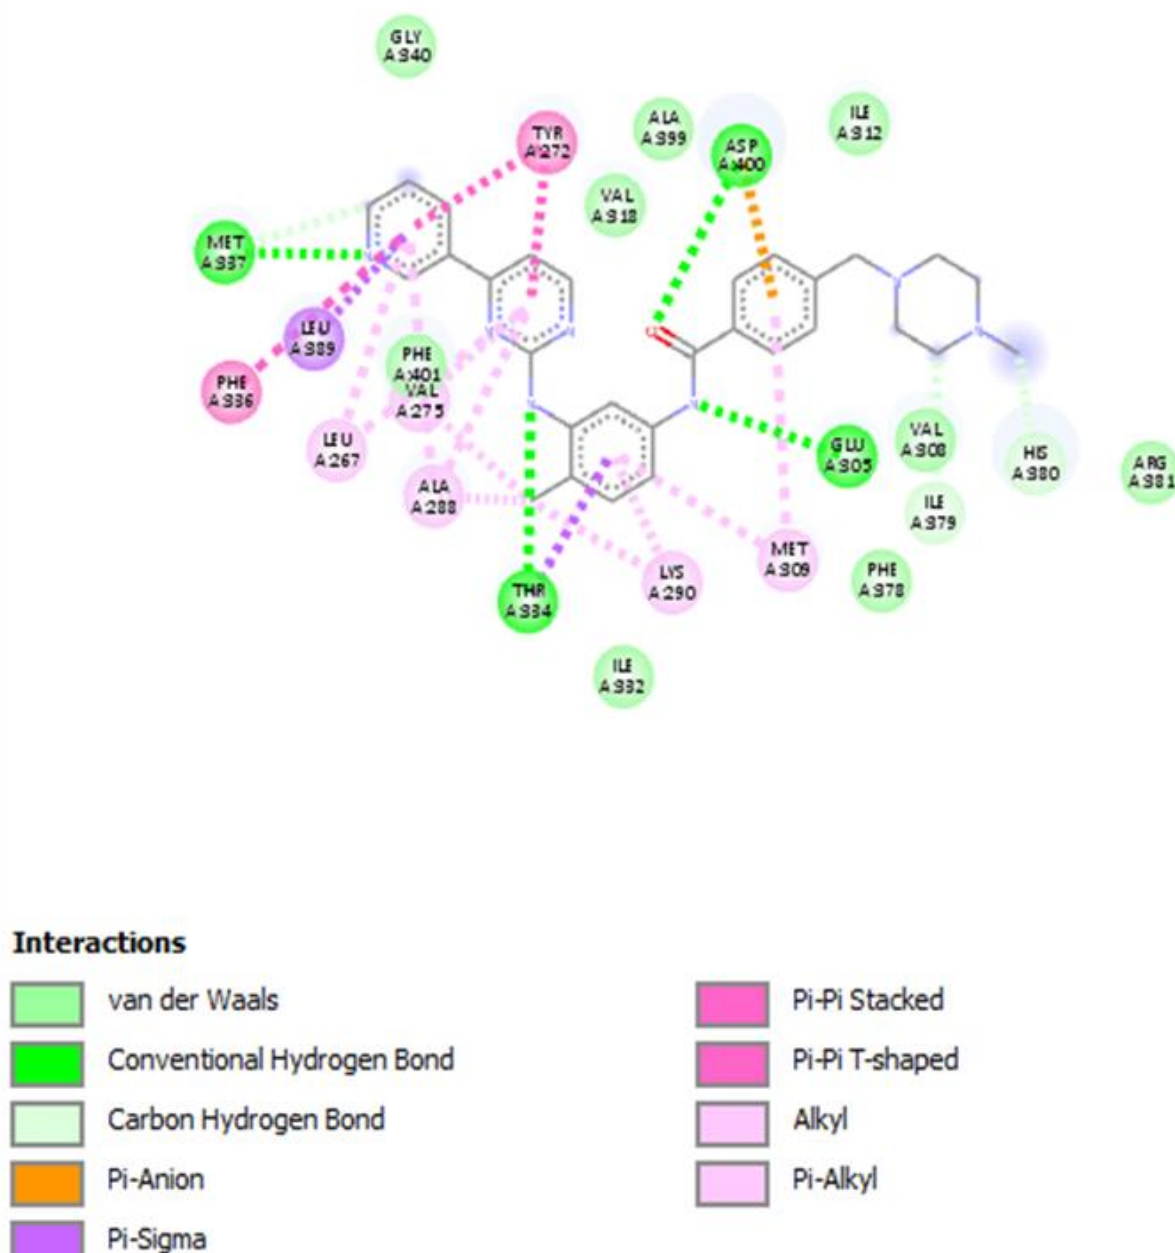 GLY
A:340
TYR
A:272
ALA
A:399
ASP
A:400
ILE
A:312
VAL
A:318
MET
A:337
LEU
A:389
PHE
A:336
PHE
A:401
VAL
A:275
LEU
A:267
ALA
A:288
GLU
A:305
VAL
A:308
HIS
A:380
ARG
A:381
ILE
A:379
MET
A:309
PHE
A:378
LYS
A:290
THR
A:334
ILE
A:332
N
N
N
N
O
N
N
N
Interactions
van der Waals
Conventional Hydrogen Bond
Carbon Hydrogen Bond
Pi-Anion
Pi-Sigma
Pi-Pi Stacked
Pi-Pi T-shaped
Alkyl
Pi-Alkyl